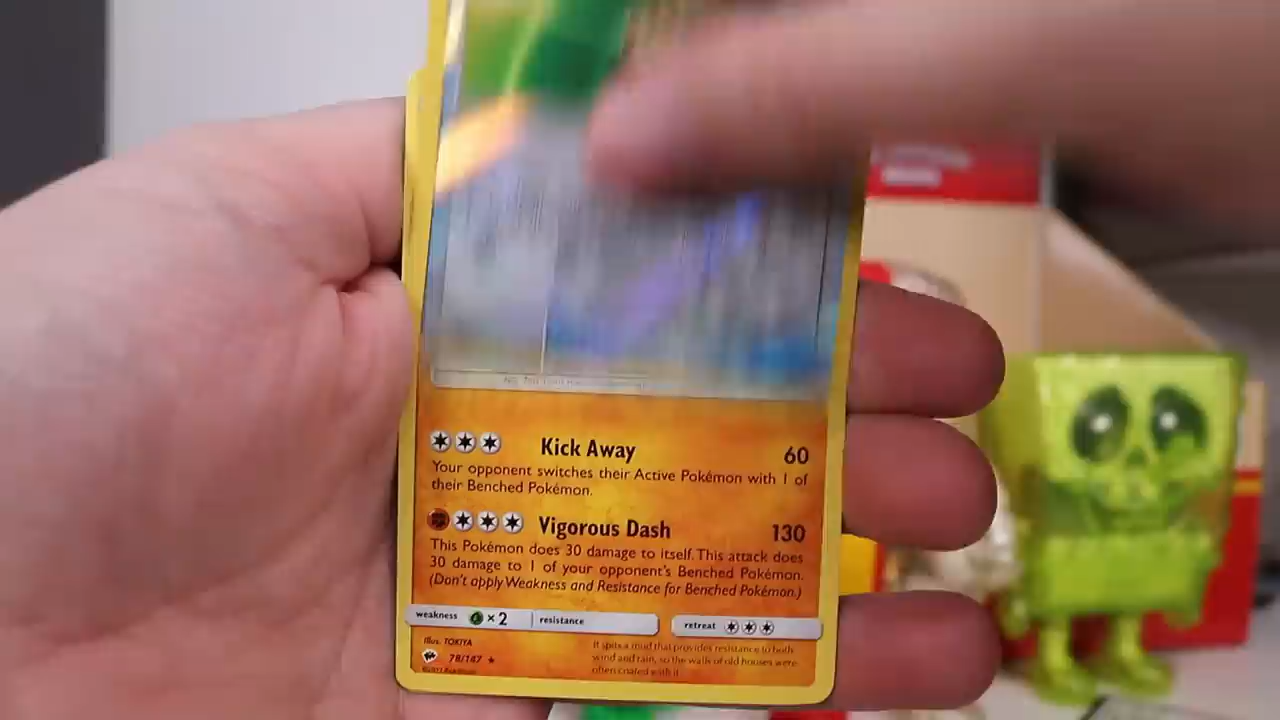 Kick Away 60
Your opponent switches their Active Pokémon with 1 of
their Benched Pokémon.
Vigorous Dash 130
This Pokémon does 30 damage to itself. This attack does
30 damage to 1 of your opponent's Benched Pokémon.
(Don't apply Weakness and Resistance for Benched Pokémon.)
weakness ×2 resistance retreat
Illus. TOKIYA
78/147 ★
It spits a mud that provides resistance to both
wind and rain, so the walls of old houses were
often coated with it.